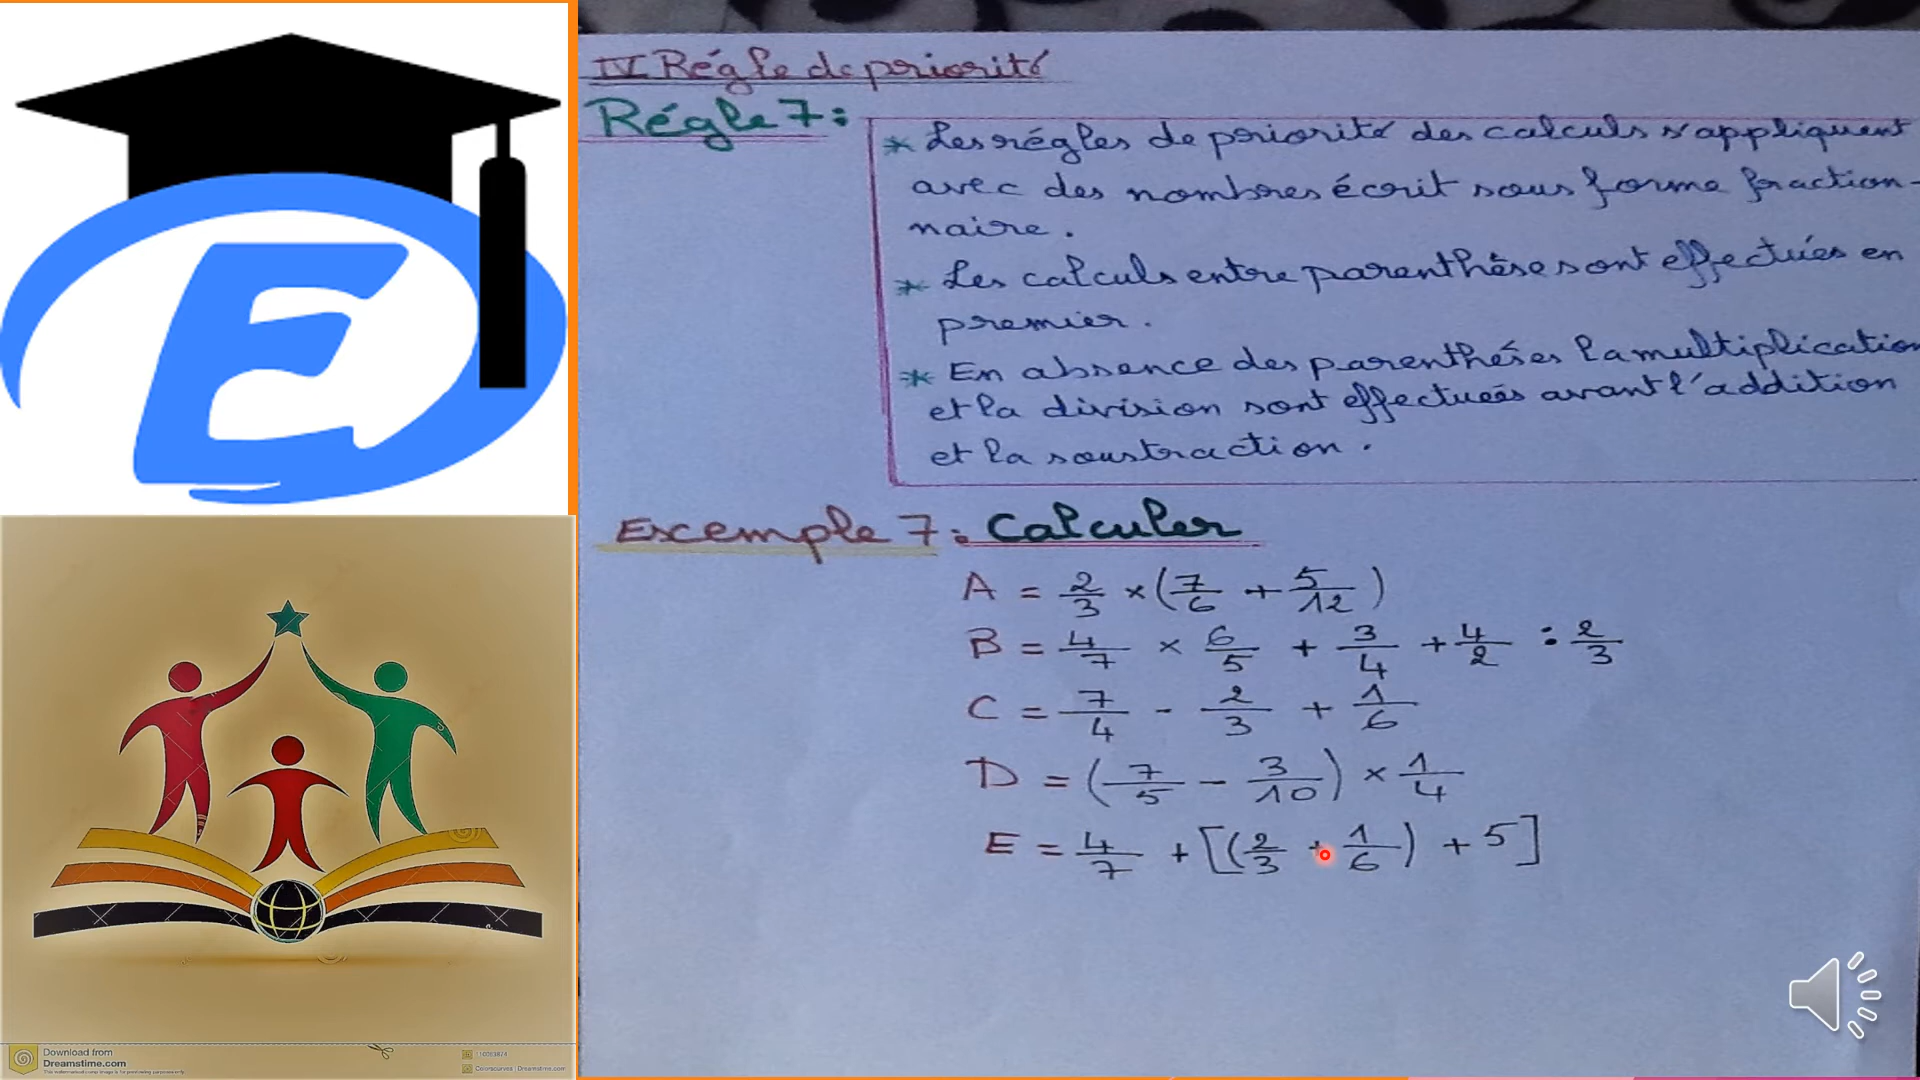 E
IV Régle de priorité
Régle 7:
* Les régles de priorité des calculs s'appliquent
avec des nombres écrit sous forme fraction-
naire.
* Les calculs entre parenthèse sont effectués en
premier.
* En absence des parenthéses la multiplication
et la division sont effectueés avant l'addition
et la soustraction.
Exemple 7: Calculer
A = 2/3 × (7/6 + 5/12)
B = 4/7 × 6/5 + 3/4 + 4/2 : 2/3
C = 7/4 - 2/3 + 1/6
D = (7/5 - 3/10) × 1/4
E = 4/7 + [(2/3 + 1/6) + 5]
Download from
Dreamstime.com